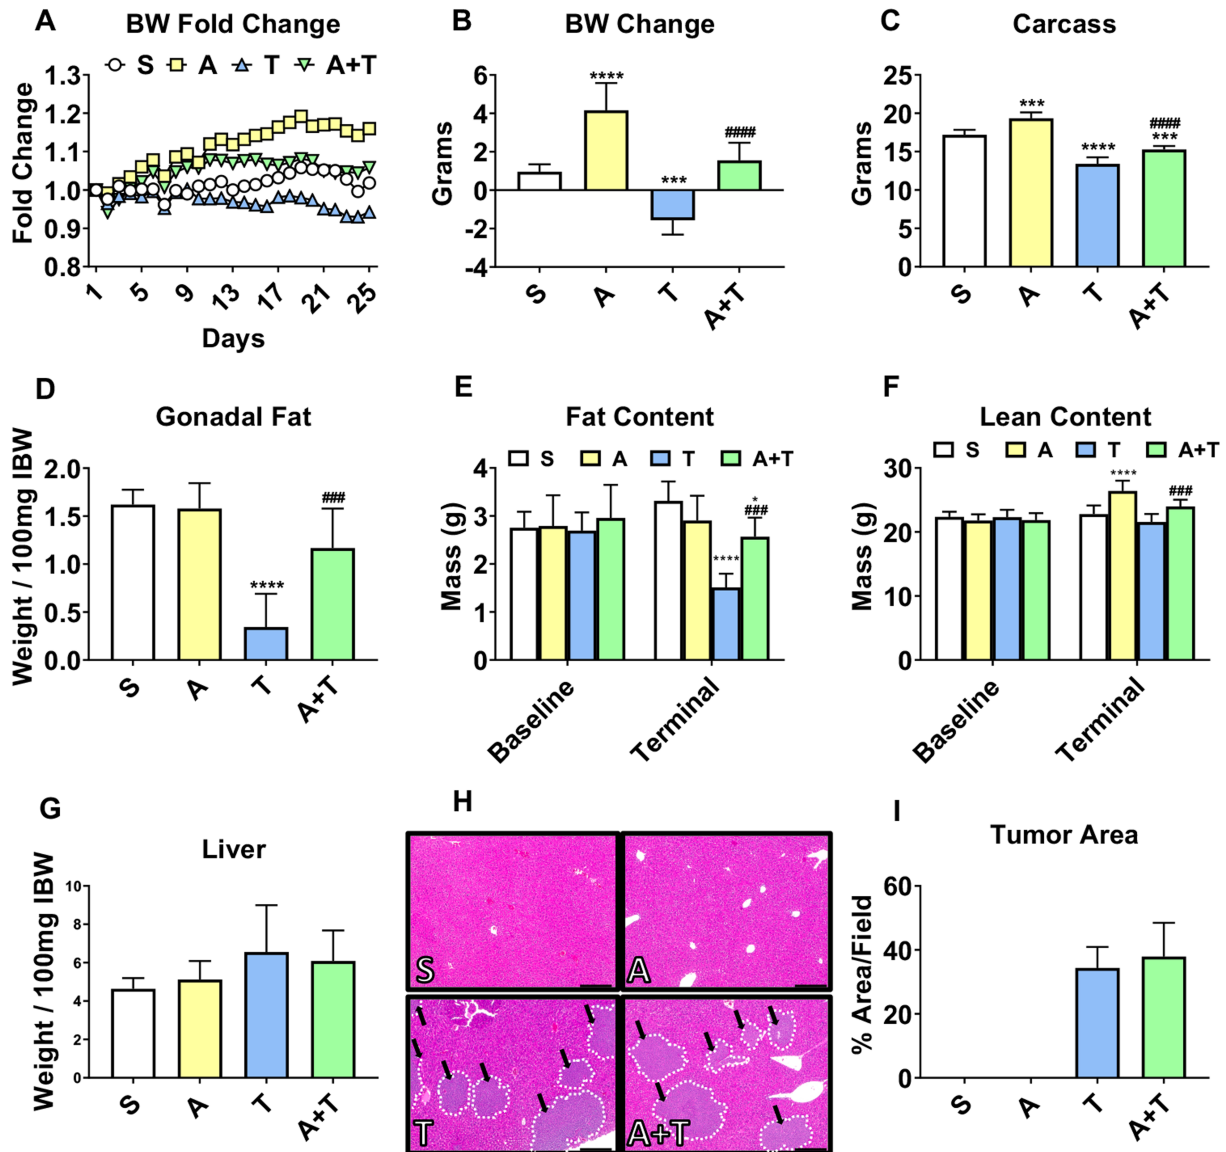 A
BW Fold Change
S A T A+T
Fold Change
1.3
1.2
1.1
1.0
0.9
0.8
1 5 9 13 17 21 25
Days
B
BW Change
Grams
6
4
2
0
-2
-4
****
***
####
S A T A+T
C
Carcass
Grams
25
20
15
10
5
0
***
****
####
***
S A T A+T
D
Gonadal Fat
Weight / 100mg IBW
2.0
1.5
1.0
0.5
0.0
****
###
S A T A+T
E
Fat Content
S A T A+T
Mass (g)
4
3
2
1
0
****
*
###
Baseline Terminal
F
Lean Content
S A T A+T
Mass (g)
30
20
10
0
****
###
Baseline Terminal
G
Liver
Weight / 100mg IBW
10
8
6
4
2
0
S A T A+T
H
S A
T A+T
I
Tumor Area
% Area/Field
60
40
20
0
S A T A+T